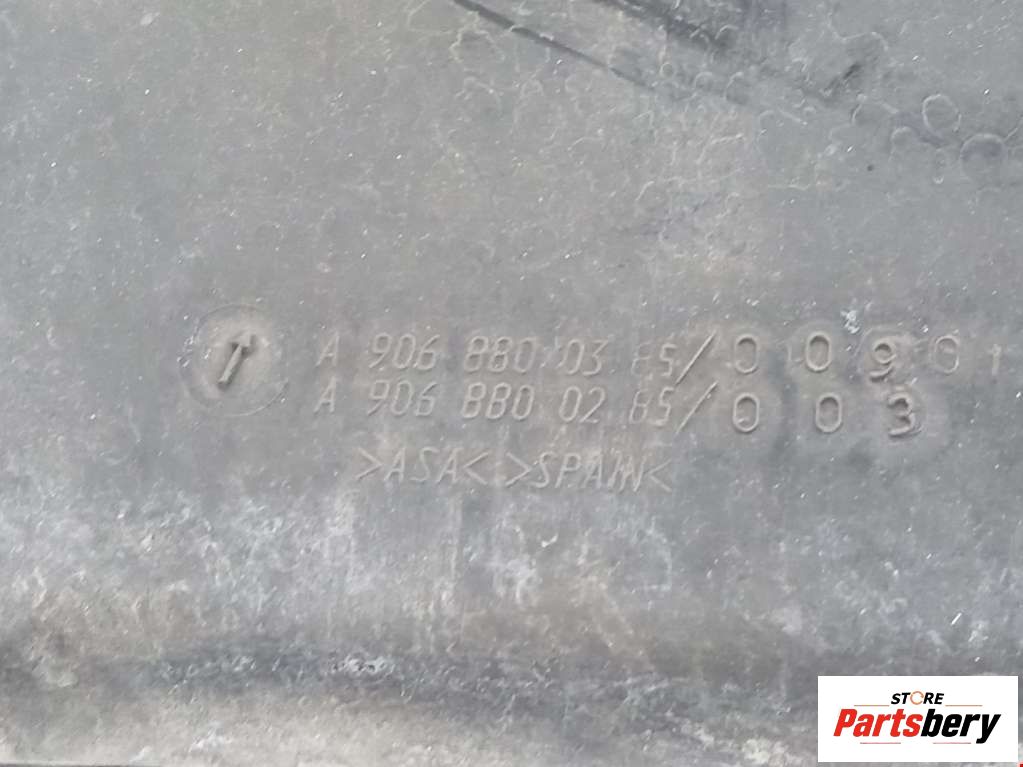 A 906 880 03 85/00901
A 906 880 02 85/003
>ASA< >SPAIN<
STORE
Partsbery